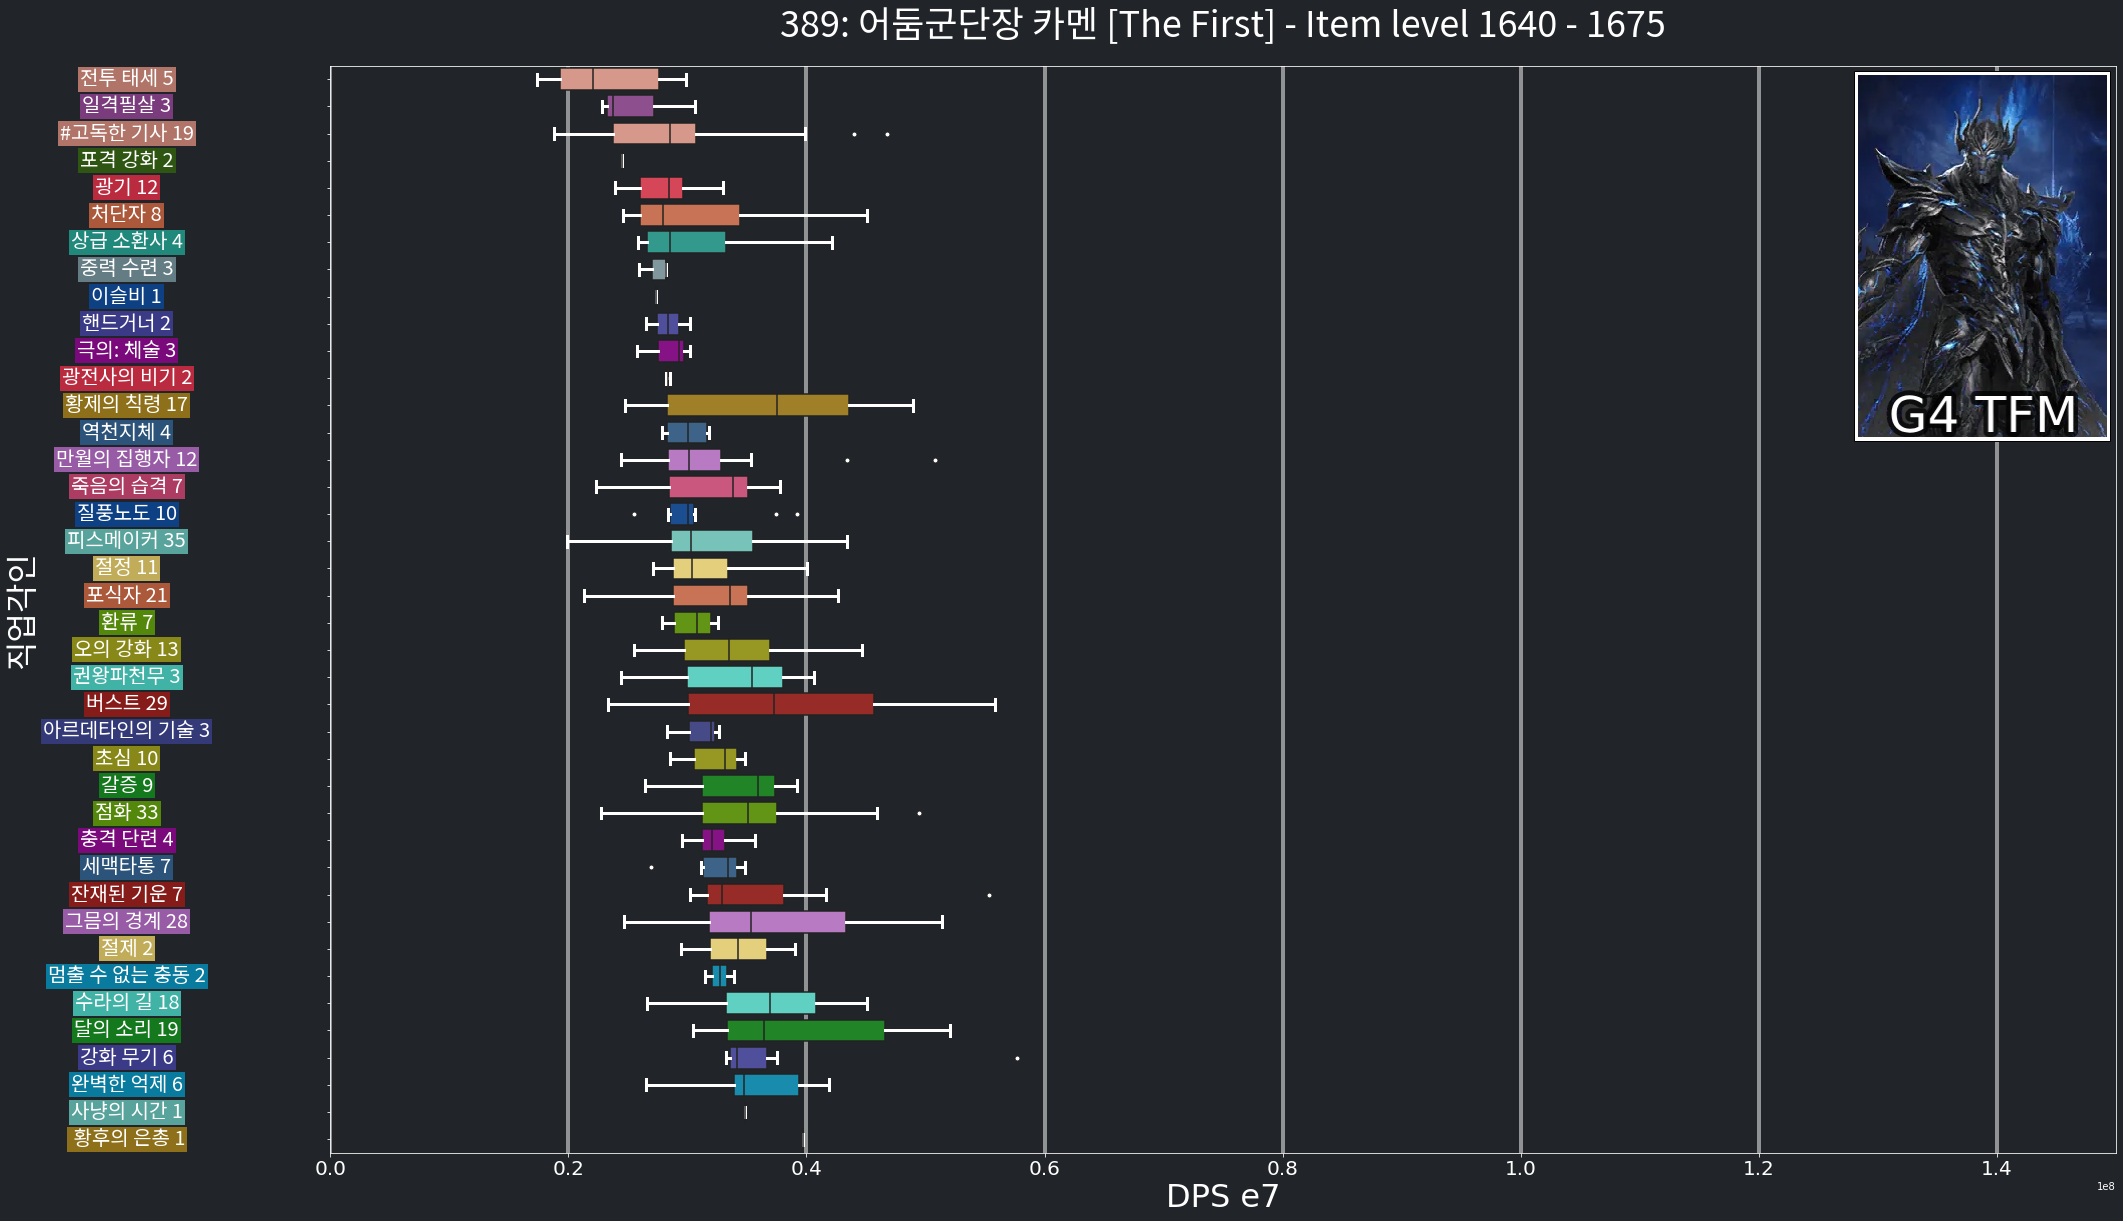 389: 어둠군단장 카멘 [The First] - Item level 1640 - 1675
전투 태세 5
일격필살 3
#고독한 기사 19
포격 강화 2
광기 12
처단자 8
상급 소환사 4
중력 수련 3
이슬비 1
핸드거너 2
극의: 체술 3
광전사의 비기 2
황제의 칙령 17
역천지체 4
만월의 집행자 12
죽음의 습격 7
질풍노도 10
피스메이커 35
절정 11
포식자 21
환류 7
오의 강화 13
권왕파천무 3
버스트 29
아르데타인의 기술 3
초심 10
갈증 9
점화 33
충격 단련 4
세맥타통 7
잔재된 기운 7
그믐의 경계 28
절제 2
멈출 수 없는 충동 2
수라의 길 18
달의 소리 19
강화 무기 6
완벽한 억제 6
사냥의 시간 1
황후의 은총 1
직업각인
G4 TFM
0.0 0.2 0.4 0.6 0.8 1.0 1.2 1.4
DPS e7
1e8